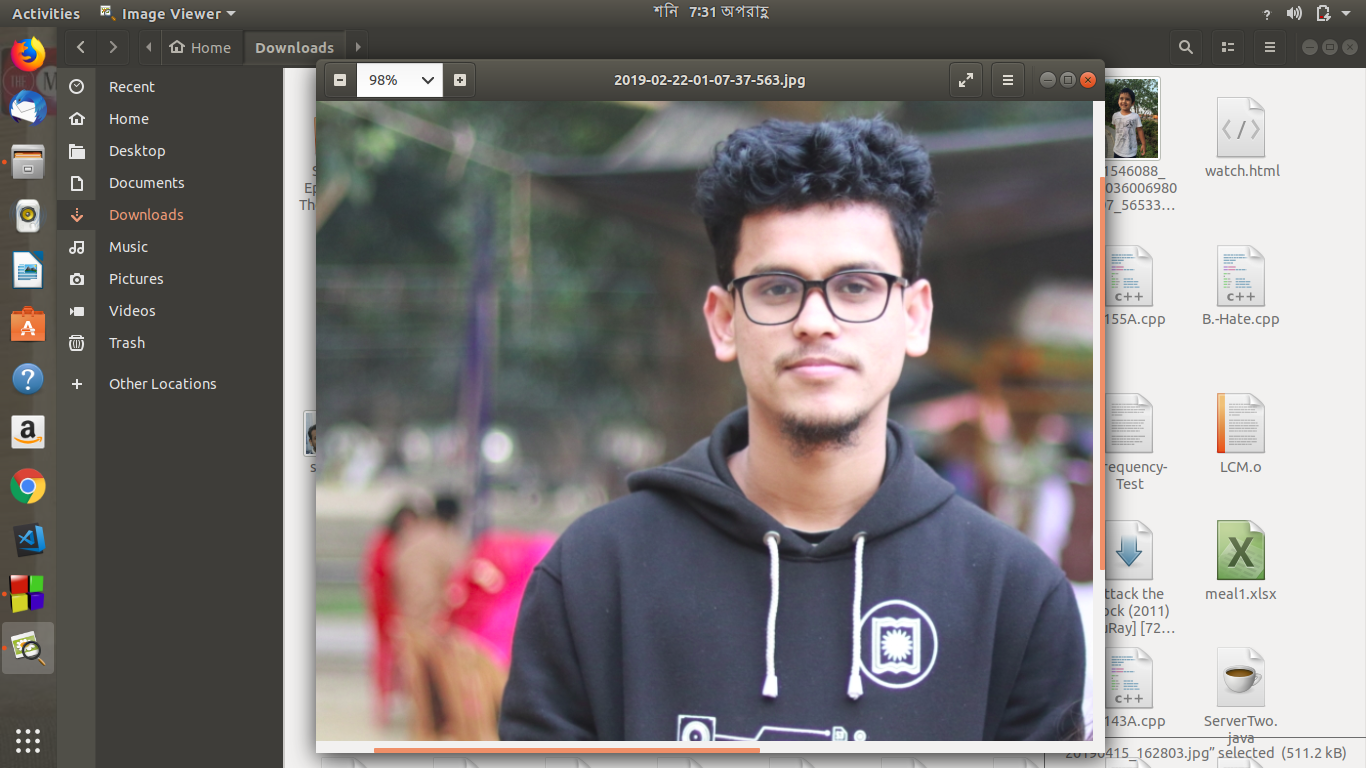 Activities
Image Viewer
শনি 7:31 অপরাহ্ণ
?
Home
Downloads
98%
2019-02-22-01-07-37-563.jpg
Recent
Home
Desktop
Documents
Downloads
Music
Pictures
Videos
Trash
Other Locations
1546088_
036006980
7_56533...
watch.html
155A.cpp
B.-Hate.cpp
requency-
Test
LCM.o
ttack the
ock (2011)
uRay] [72...
meal1.xlsx
143A.cpp
ServerTwo.
java
20190415_162803.jpg" selected (511.2 kB)